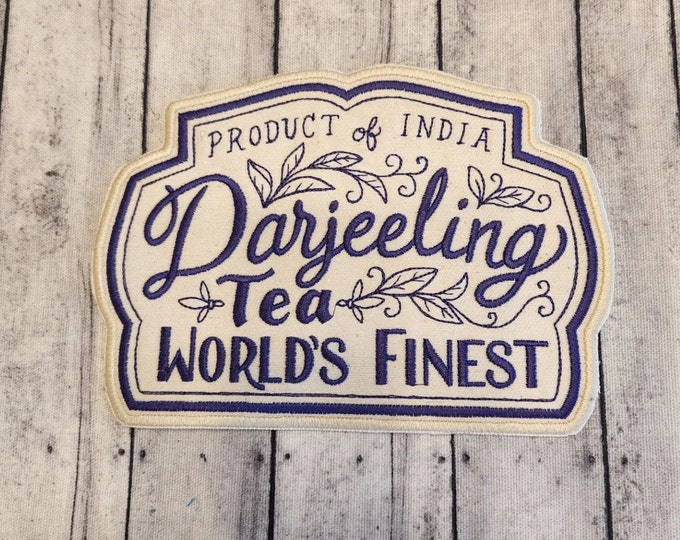 PRODUCT of INDIA
Darjeeling
Tea
WORLD'S FINEST